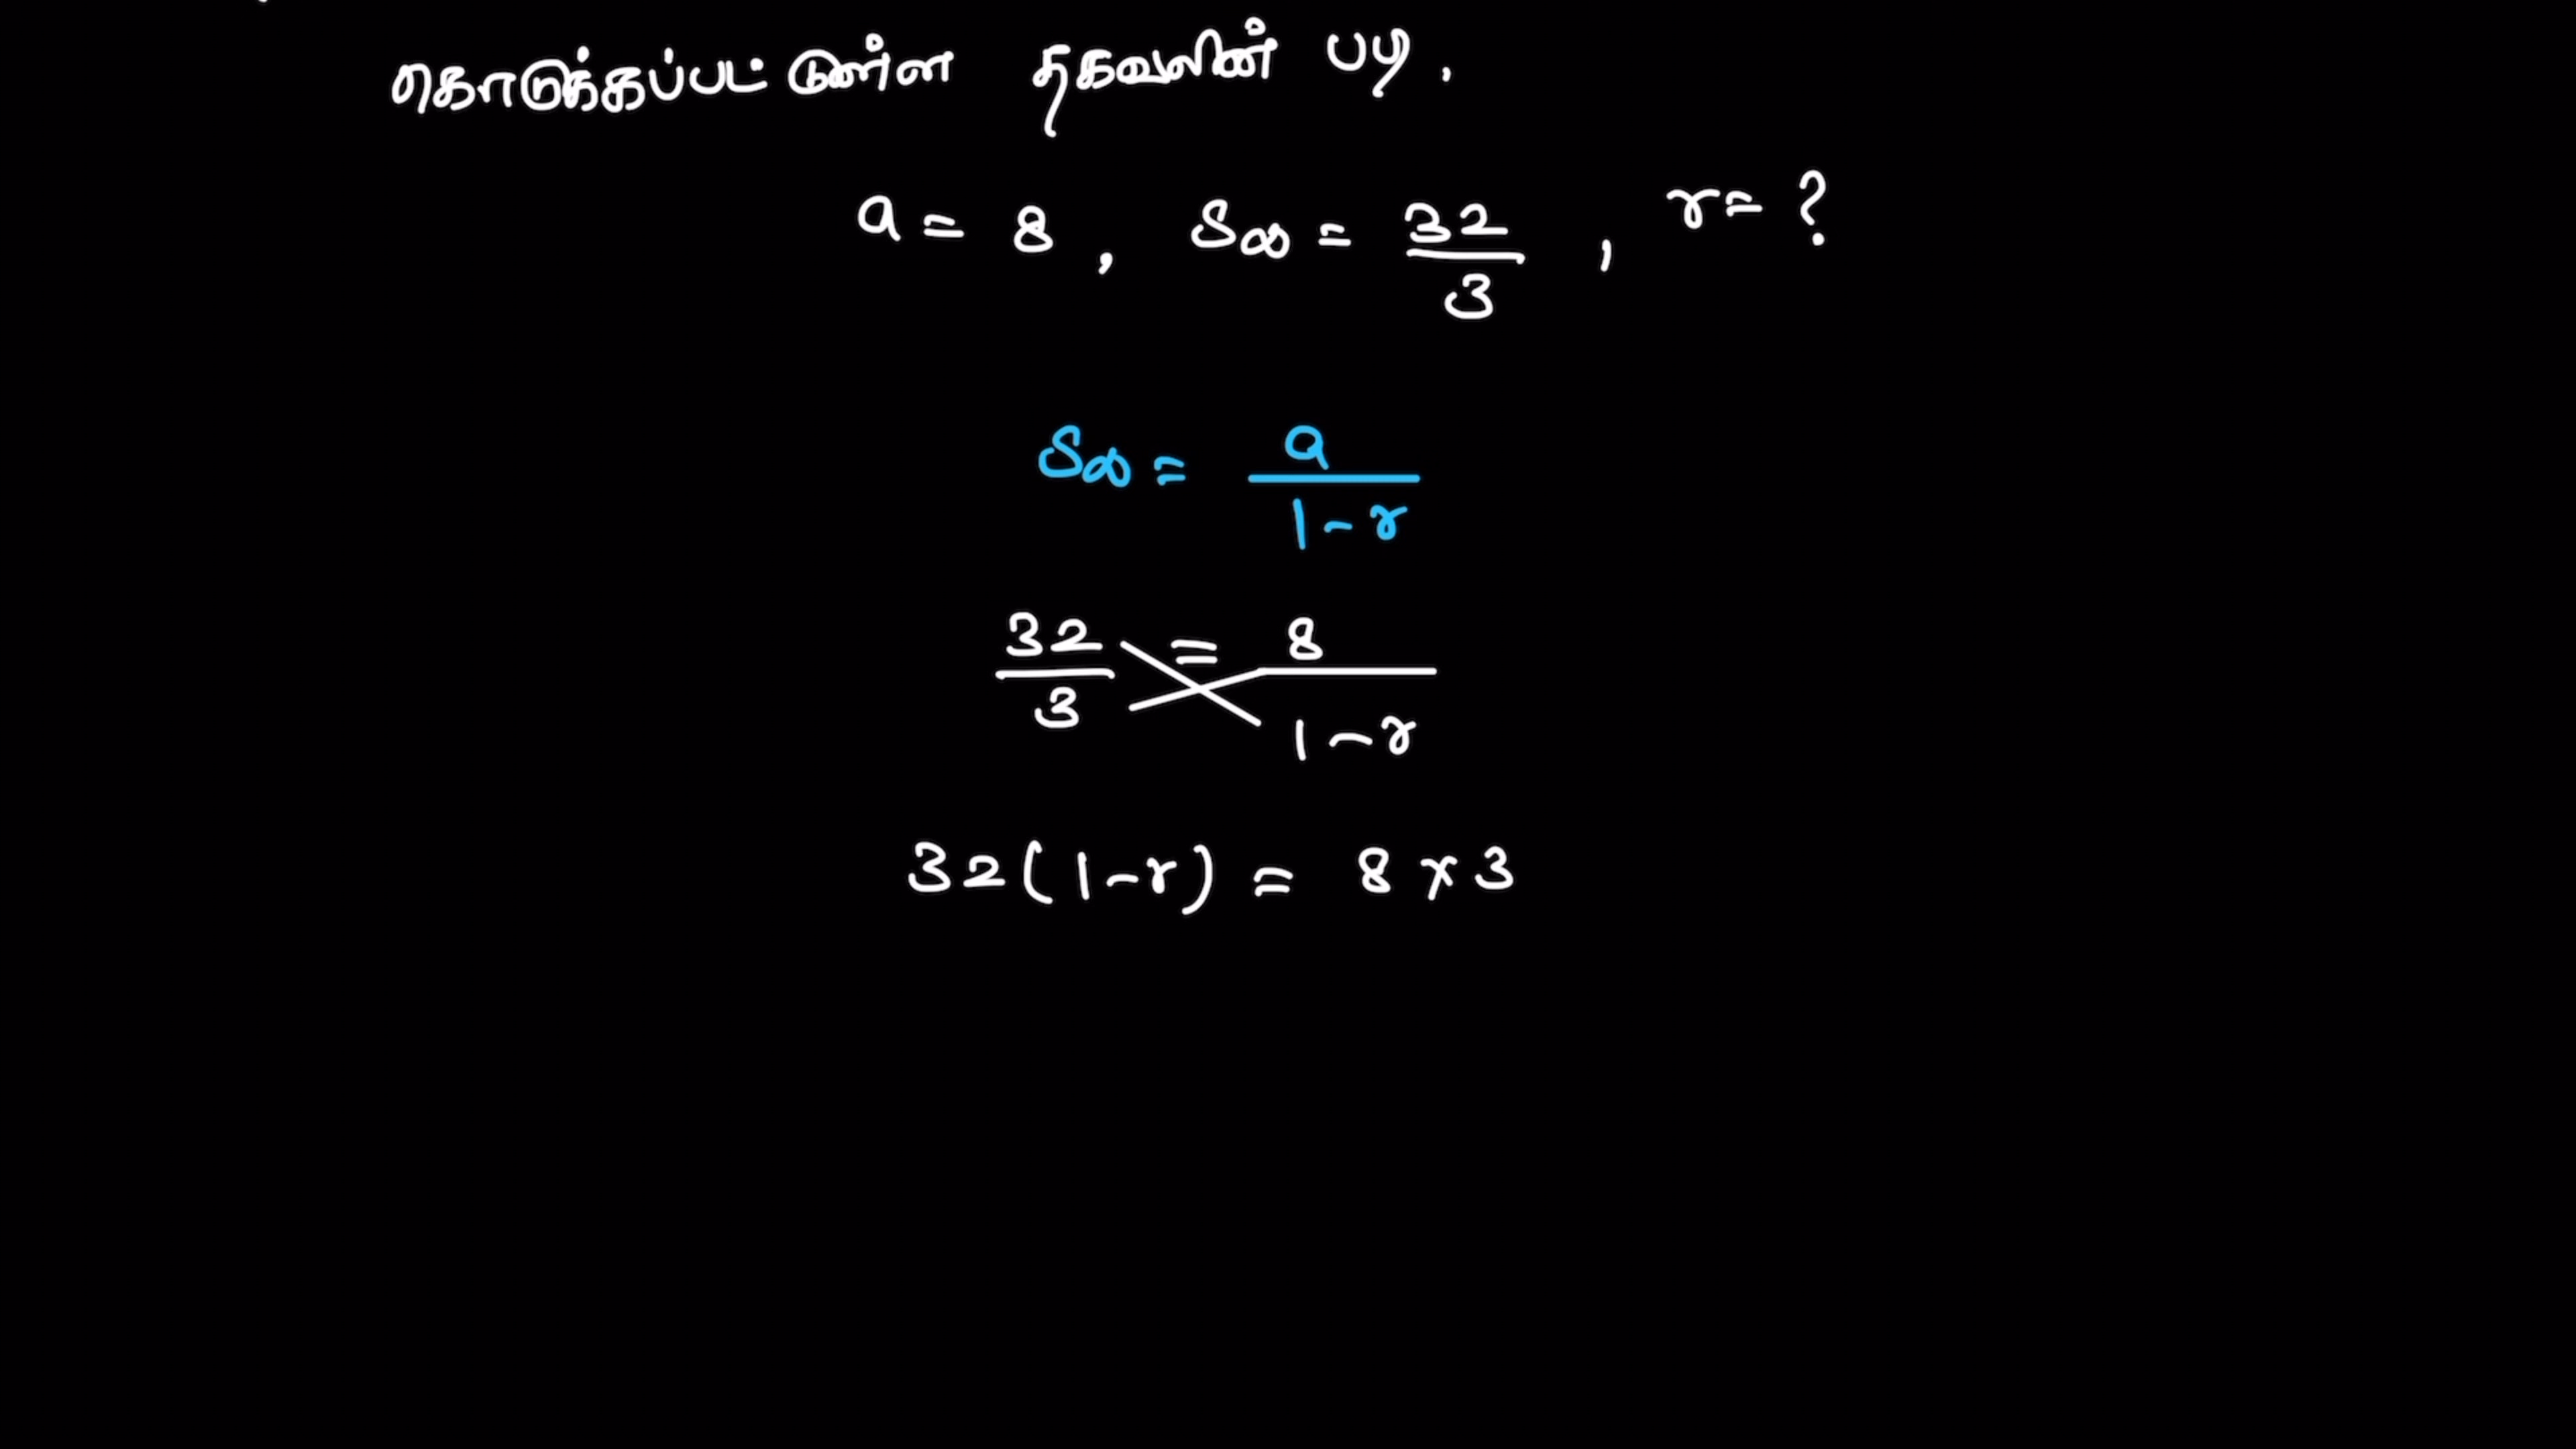 கொடுக்கப்பட்டுள்ள தகவலின் படி.
a = 8 , S∞ = 32/3 , r = ?
S∞ = a/(1-r)
32/3 = 8/(1-r)
32(1-r) = 8 × 3